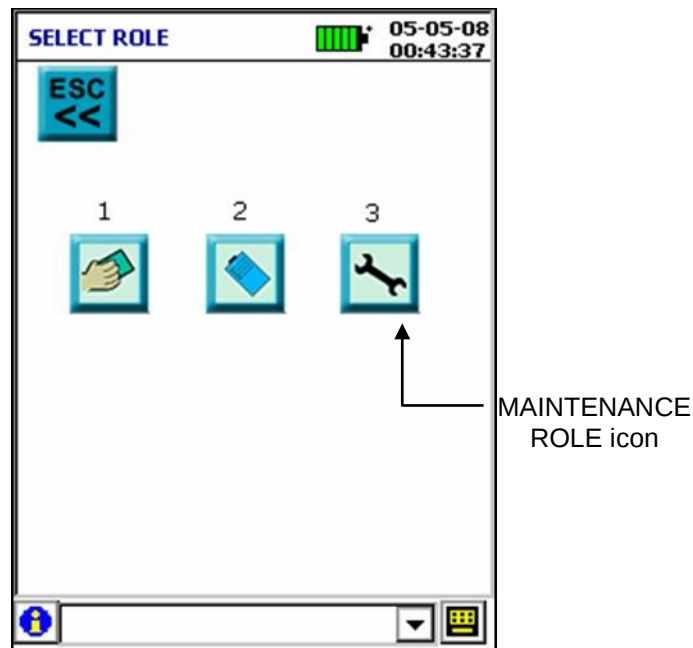 SELECT ROLE
05-05-08
00:43:37
ESC
<<
1 2 3
MAINTENANCE
ROLE icon